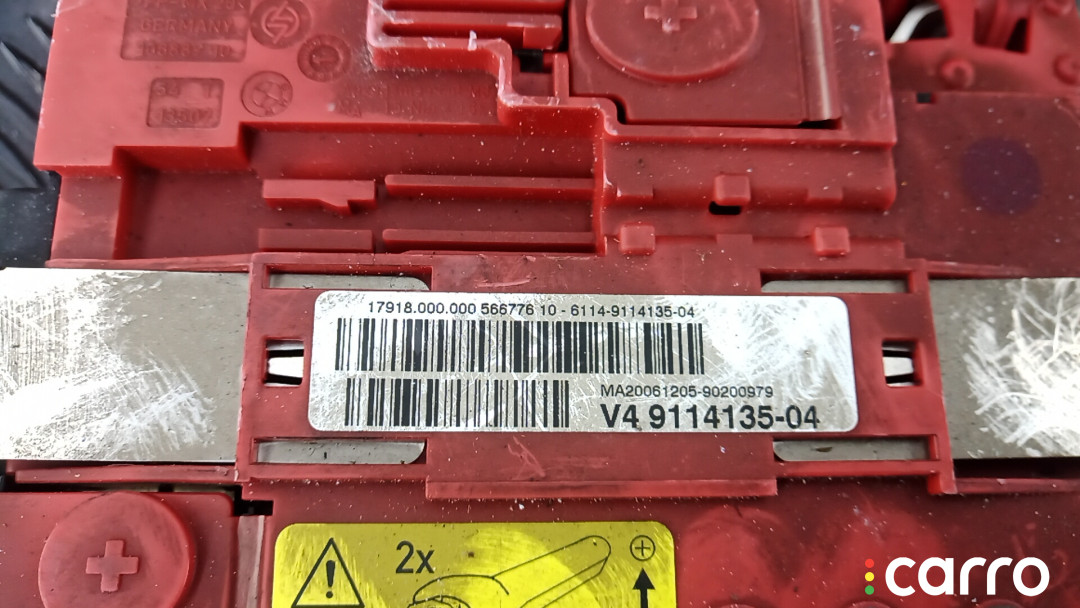 GERMANY
17918.000.000 566776 10 - 6114-9114135-04
MA20061205-90200979
V4 9114135-04
2x
carro